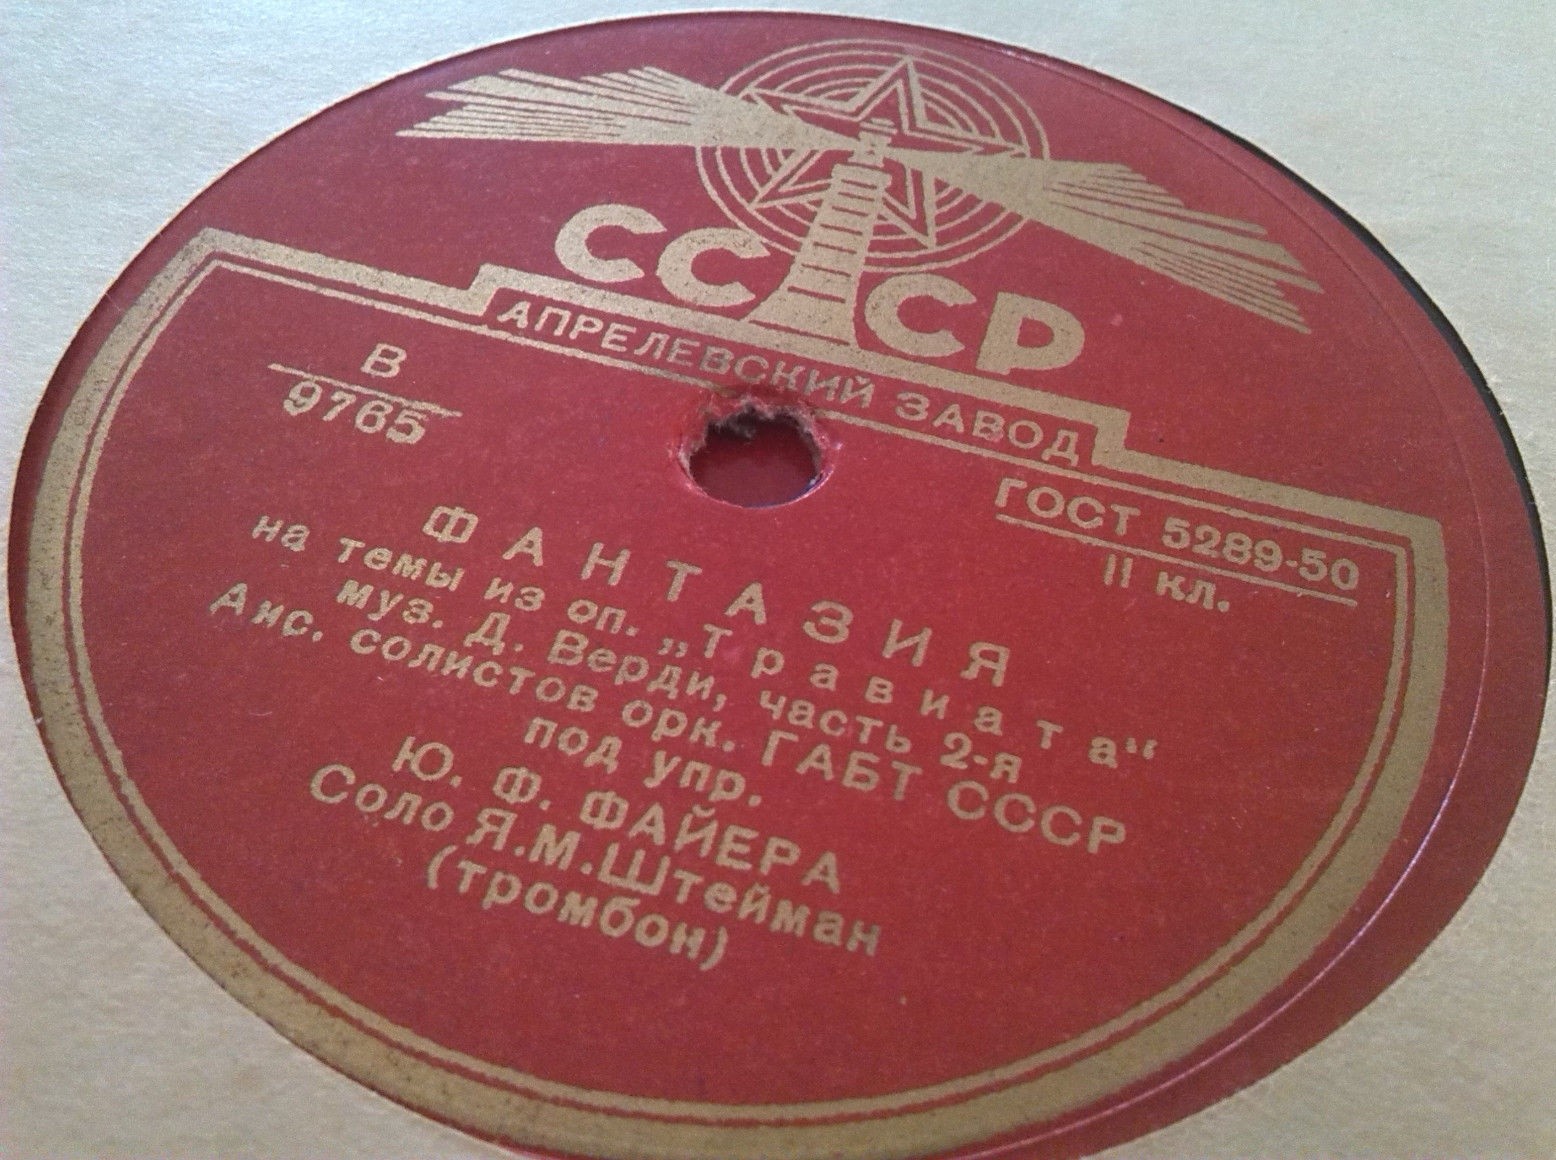 СССР
АПРЕЛЕВСКИЙ ЗАВОД
В
9765
ГОСТ 5289-50
II кл.
ФАНТАЗИЯ
на темы из оп. „Травиата“
муз. Д. Верди, часть 2-я
Анс. солистов орк. ГАБТ СССР
под упр.
Ю. Ф. ФАЙЕРА
Соло Я.М.Штейман
(тромбон)